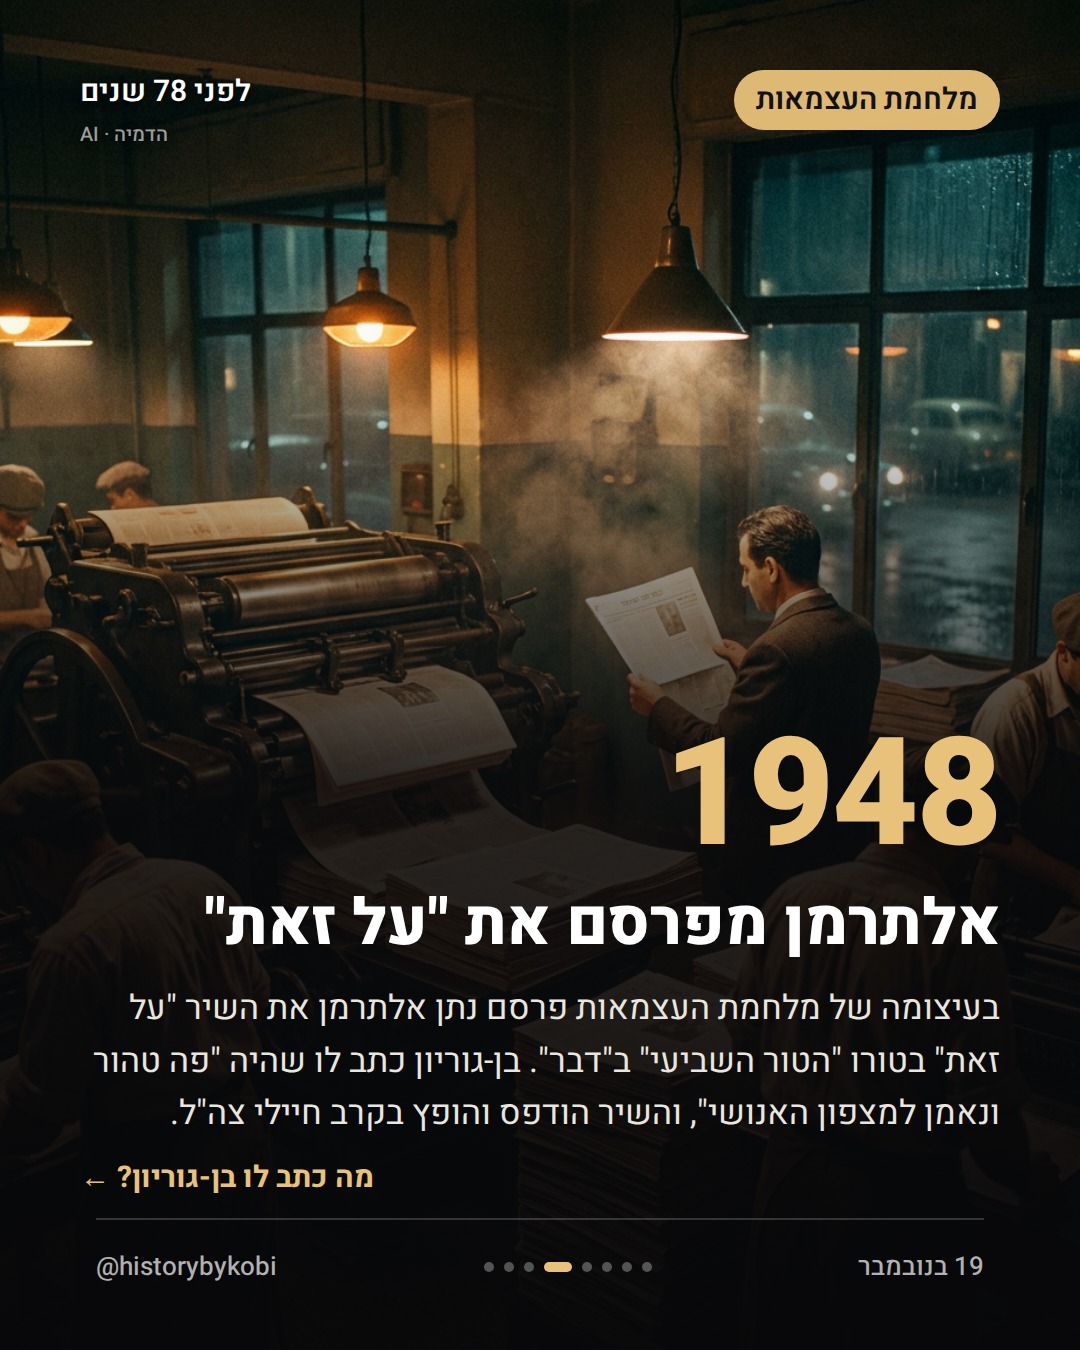 מלחמת העצמאות
לפני 78 שנים
הדמיה · AI
1948
אלתרמן מפרסם את "על זאת"
בעיצומה של מלחמת העצמאות פרסם נתן אלתרמן את השיר "על
זאת" בטורו "הטור השביעי" ב"דבר". בן-גוריון כתב לו שהיה "פה טהור
ונאמן למצפון האנושי", והשיר הודפס והופץ בקרב חיילי צה"ל.
מה כתב לו בן-גוריון? ←
19 בנובמבר
@historybykobi